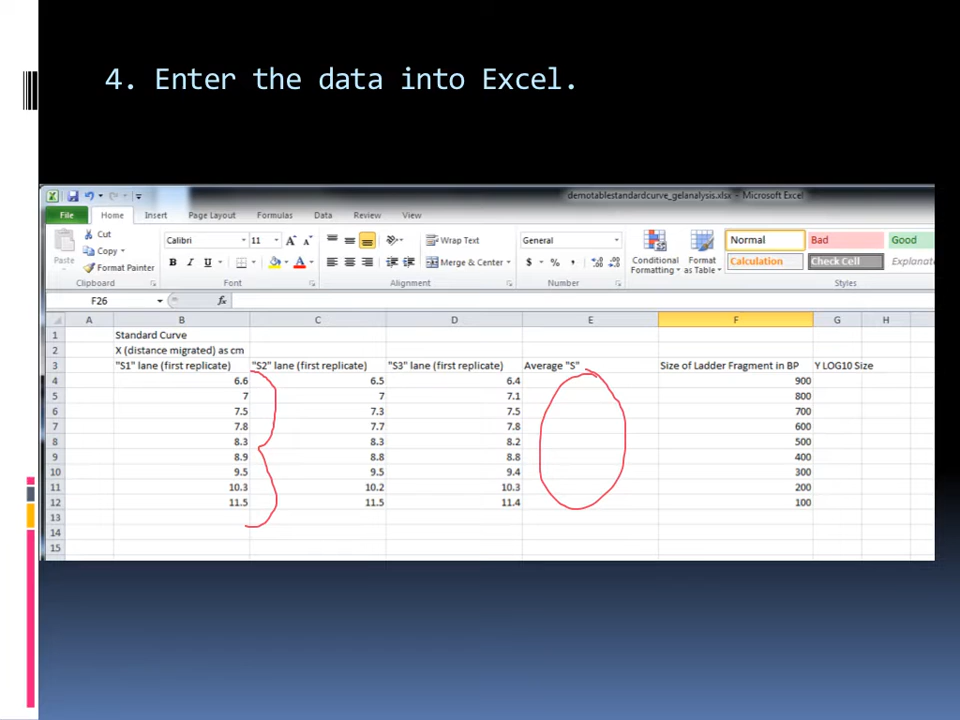 4. Enter the data into Excel.
demotablestandardcurve_gelanalysis.xlsx - Microsoft Excel
File Home Insert Page Layout Formulas Data Review View
Paste Cut Copy Format Painter Clipboard
Calibri 11 B I U A Font
Wrap Text Merge & Center Alignment
General $ % , Number
Conditional Formatting Format as Table
Normal Bad Good
Calculation Check Cell Explana
Styles
F26 fx
A B C D E F G H
1 Standard Curve
2 X (distance migrated) as cm
3 "S1" lane (first replicate) "S2" lane (first replicate) "S3" lane (first replicate) Average "S" Size of Ladder Fragment in BP Y LOG10 Size
4 6.6 6.5 6.4 900
5 7 7 7.1 800
6 7.5 7.3 7.5 700
7 7.8 7.7 7.8 600
8 8.3 8.3 8.2 500
9 8.9 8.8 8.8 400
10 9.5 9.5 9.4 300
11 10.3 10.2 10.3 200
12 11.5 11.5 11.4 100
13
14
15